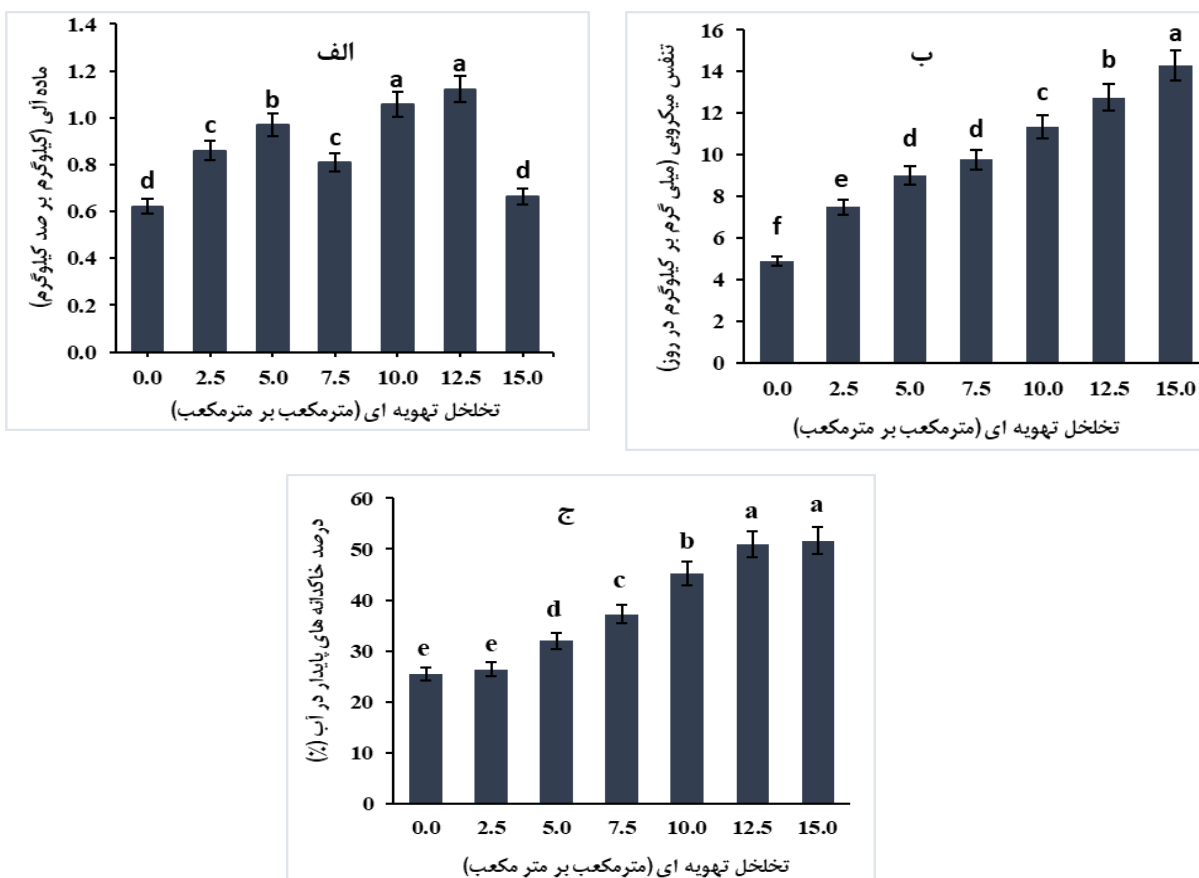 الف
ماده آلی (کیلوگرم بر صد کیلوگرم)
1.4
1.2
1.0
0.8
0.6
0.4
0.2
0.0
d
c
b
c
a
a
d
0.0 2.5 5.0 7.5 10.0 12.5 15.0
تخلخل تهویه ای (مترمکعب بر مترمکعب)
ب
تنفس میکروبی (میلی گرم بر کیلوگرم در روز)
16
14
12
10
8
6
4
2
0
f
e
d
d
c
b
a
0.0 2.5 5.0 7.5 10.0 12.5 15.0
تخلخل تهویه ای (مترمکعب بر مترمکعب)
ج
درصد خاکدانه های پایدار در آب (%)
60
50
40
30
20
10
0
e
e
d
c
b
a
a
0.0 2.5 5.0 7.5 10.0 12.5 15.0
تخلخل تهویه ای (مترمکعب بر متر مکعب)